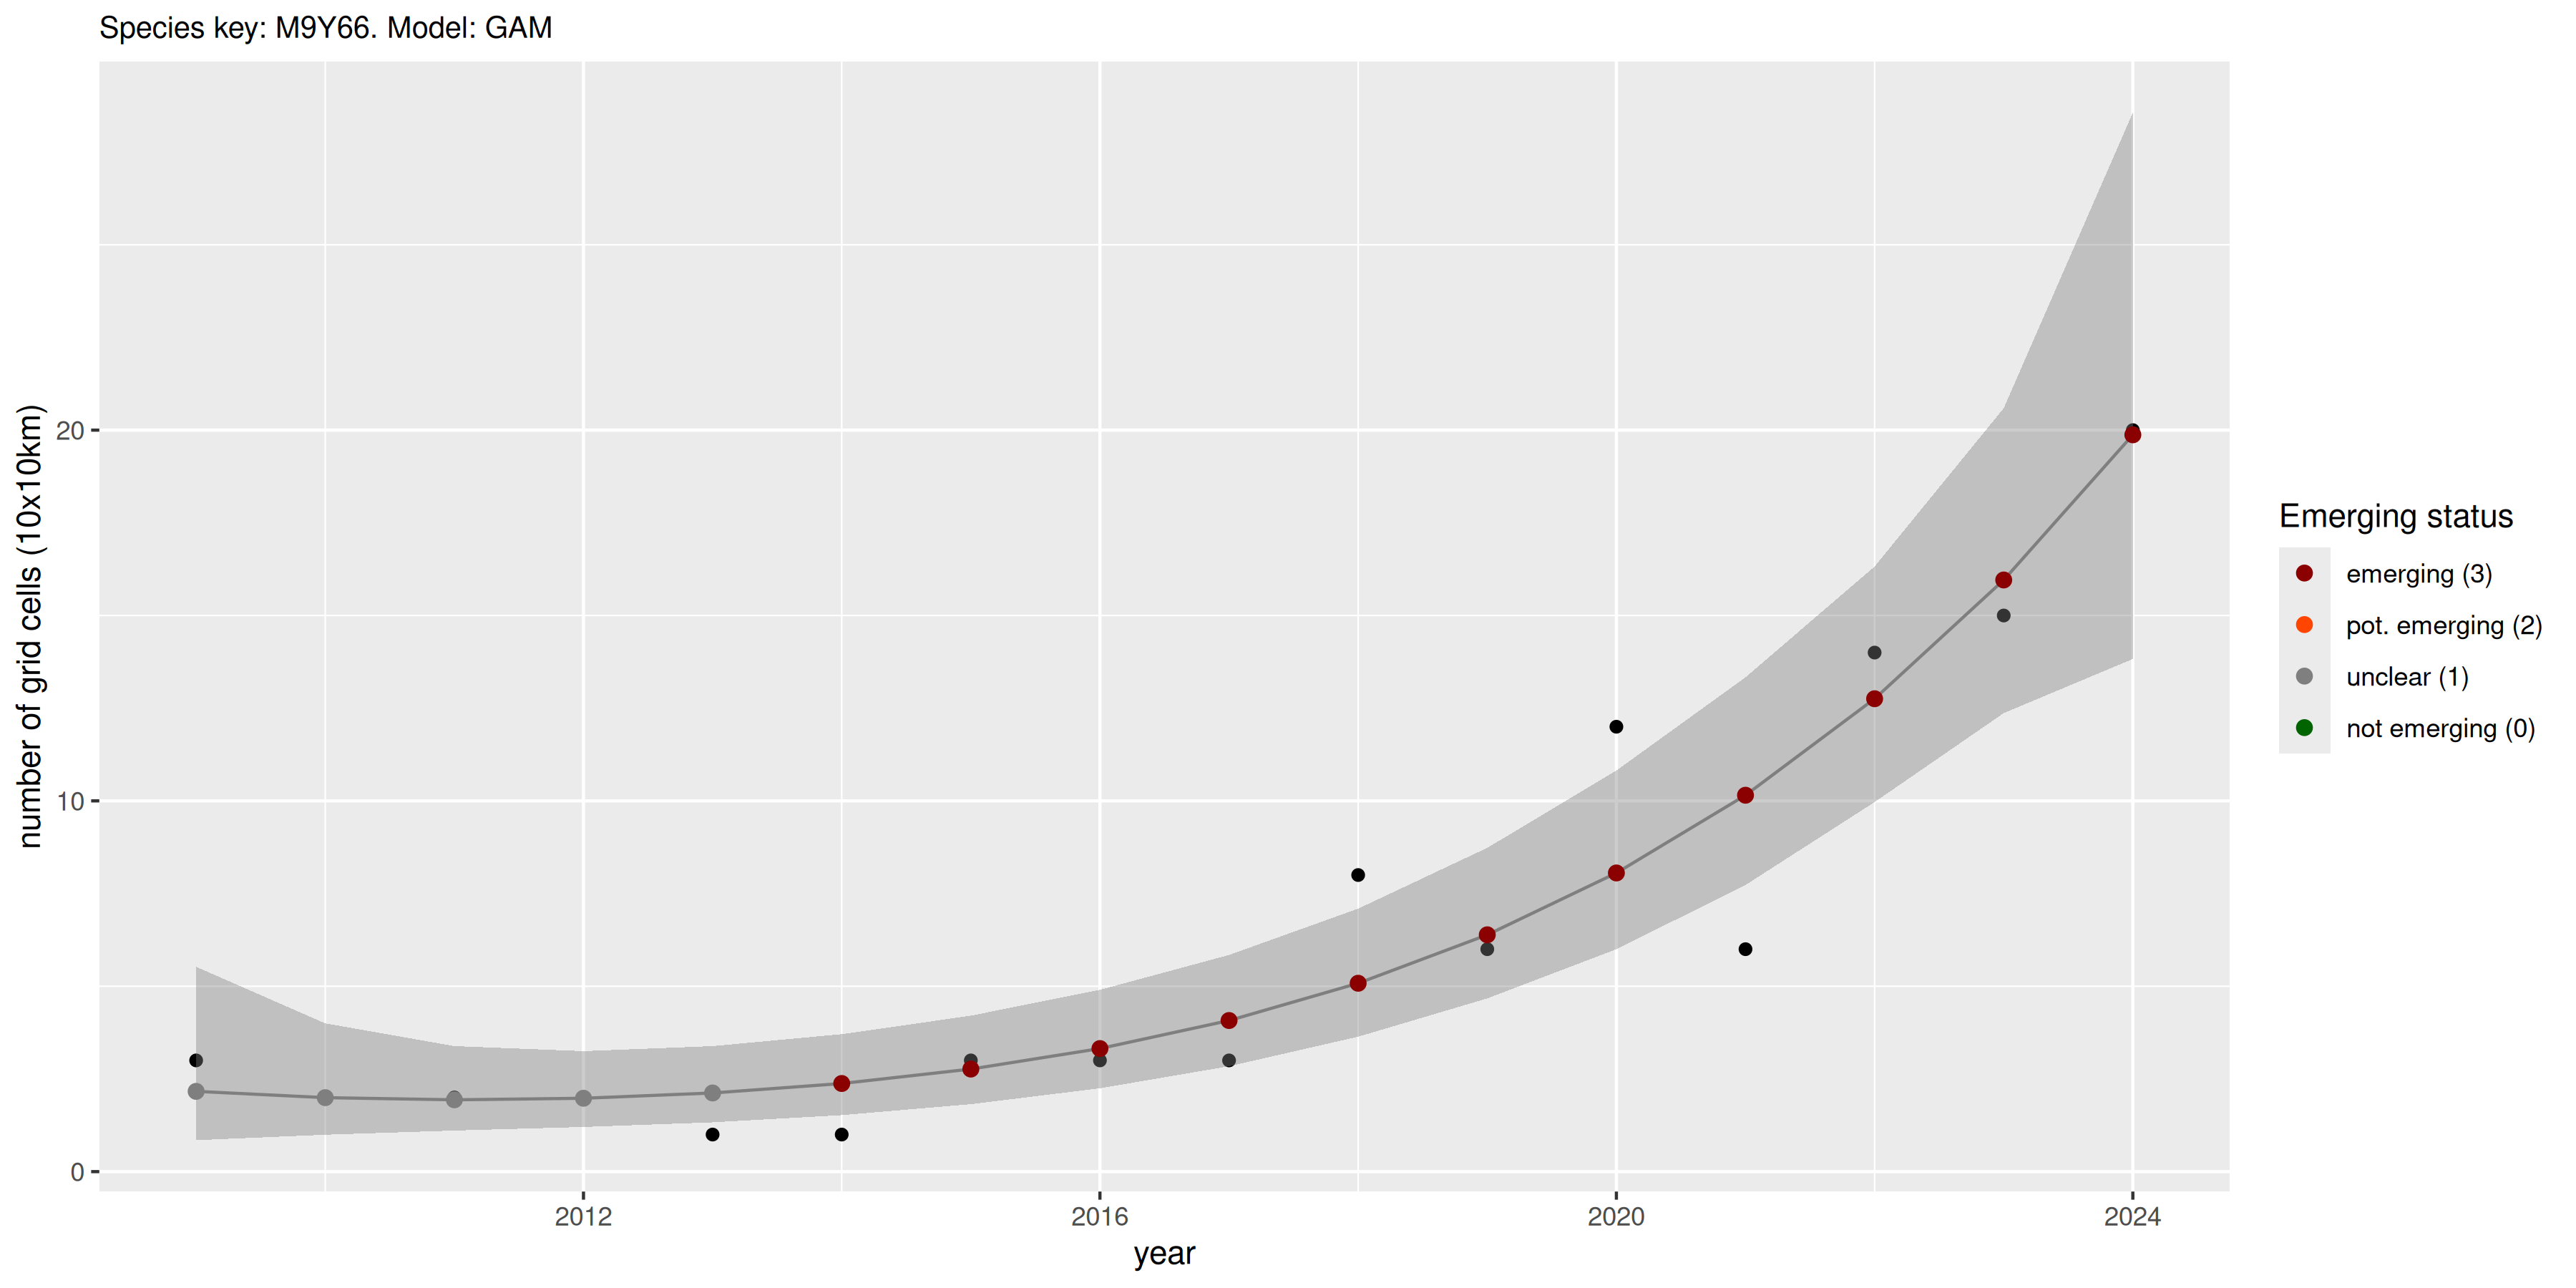 Species key: M9Y66. Model: GAM
number of grid cells (10x10km)
20
10
0
2012
2016
2020
2024
year
Emerging status
emerging (3)
pot. emerging (2)
unclear (1)
not emerging (0)